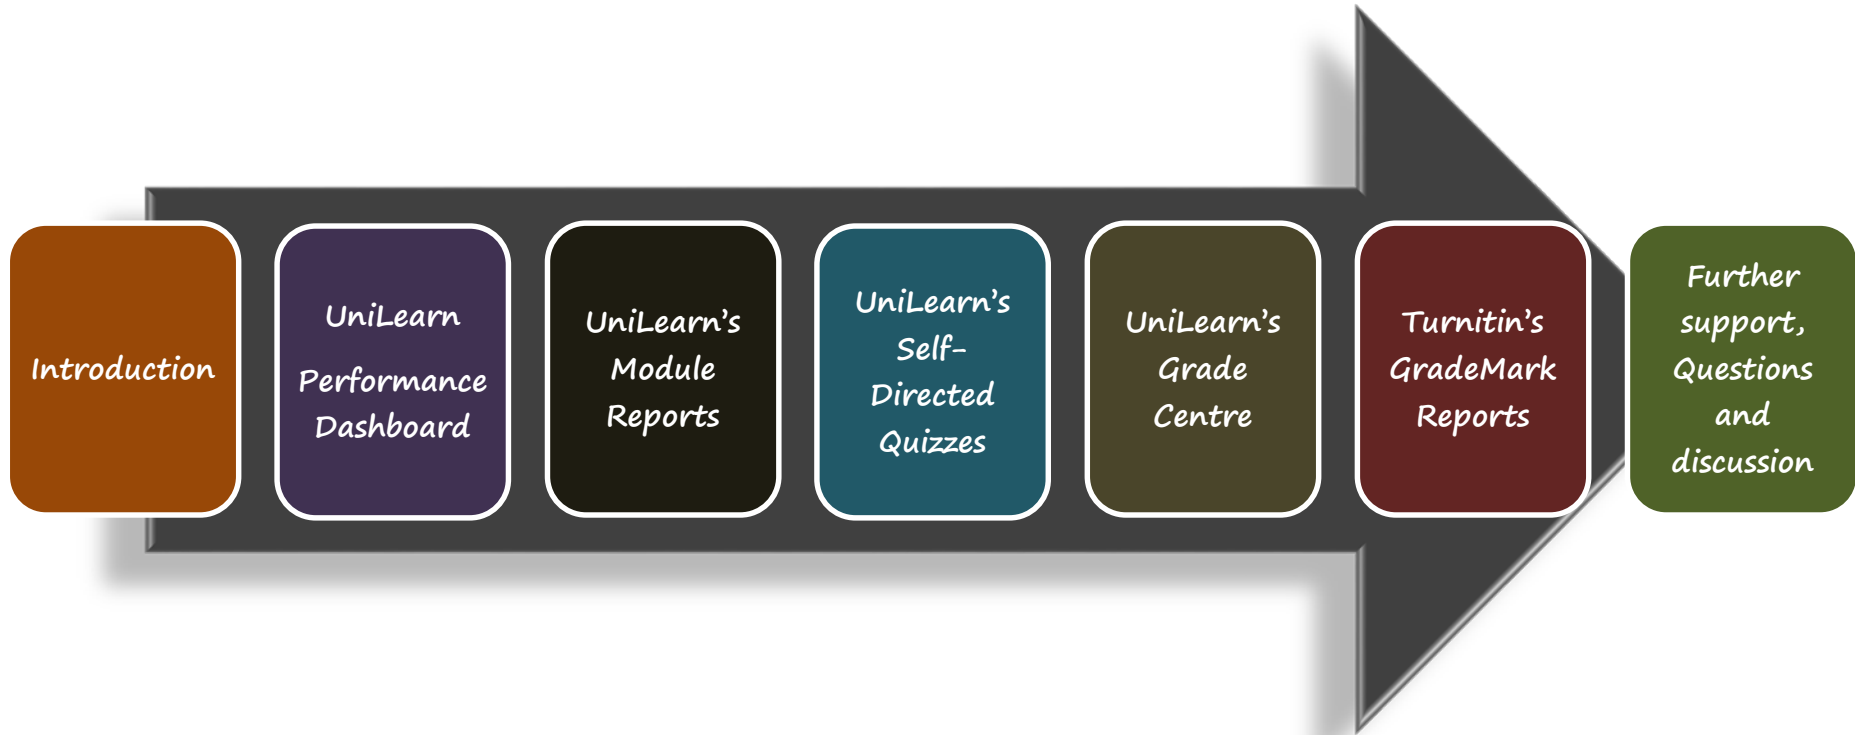 Introduction
UniLearn
Performance
Dashboard
UniLearn’s
Module
Reports
UniLearn’s
Self-
Directed
Quizzes
UniLearn’s
Grade
Centre
Turnitin’s
GradeMark
Reports
Further
support,
Questions
and
discussion